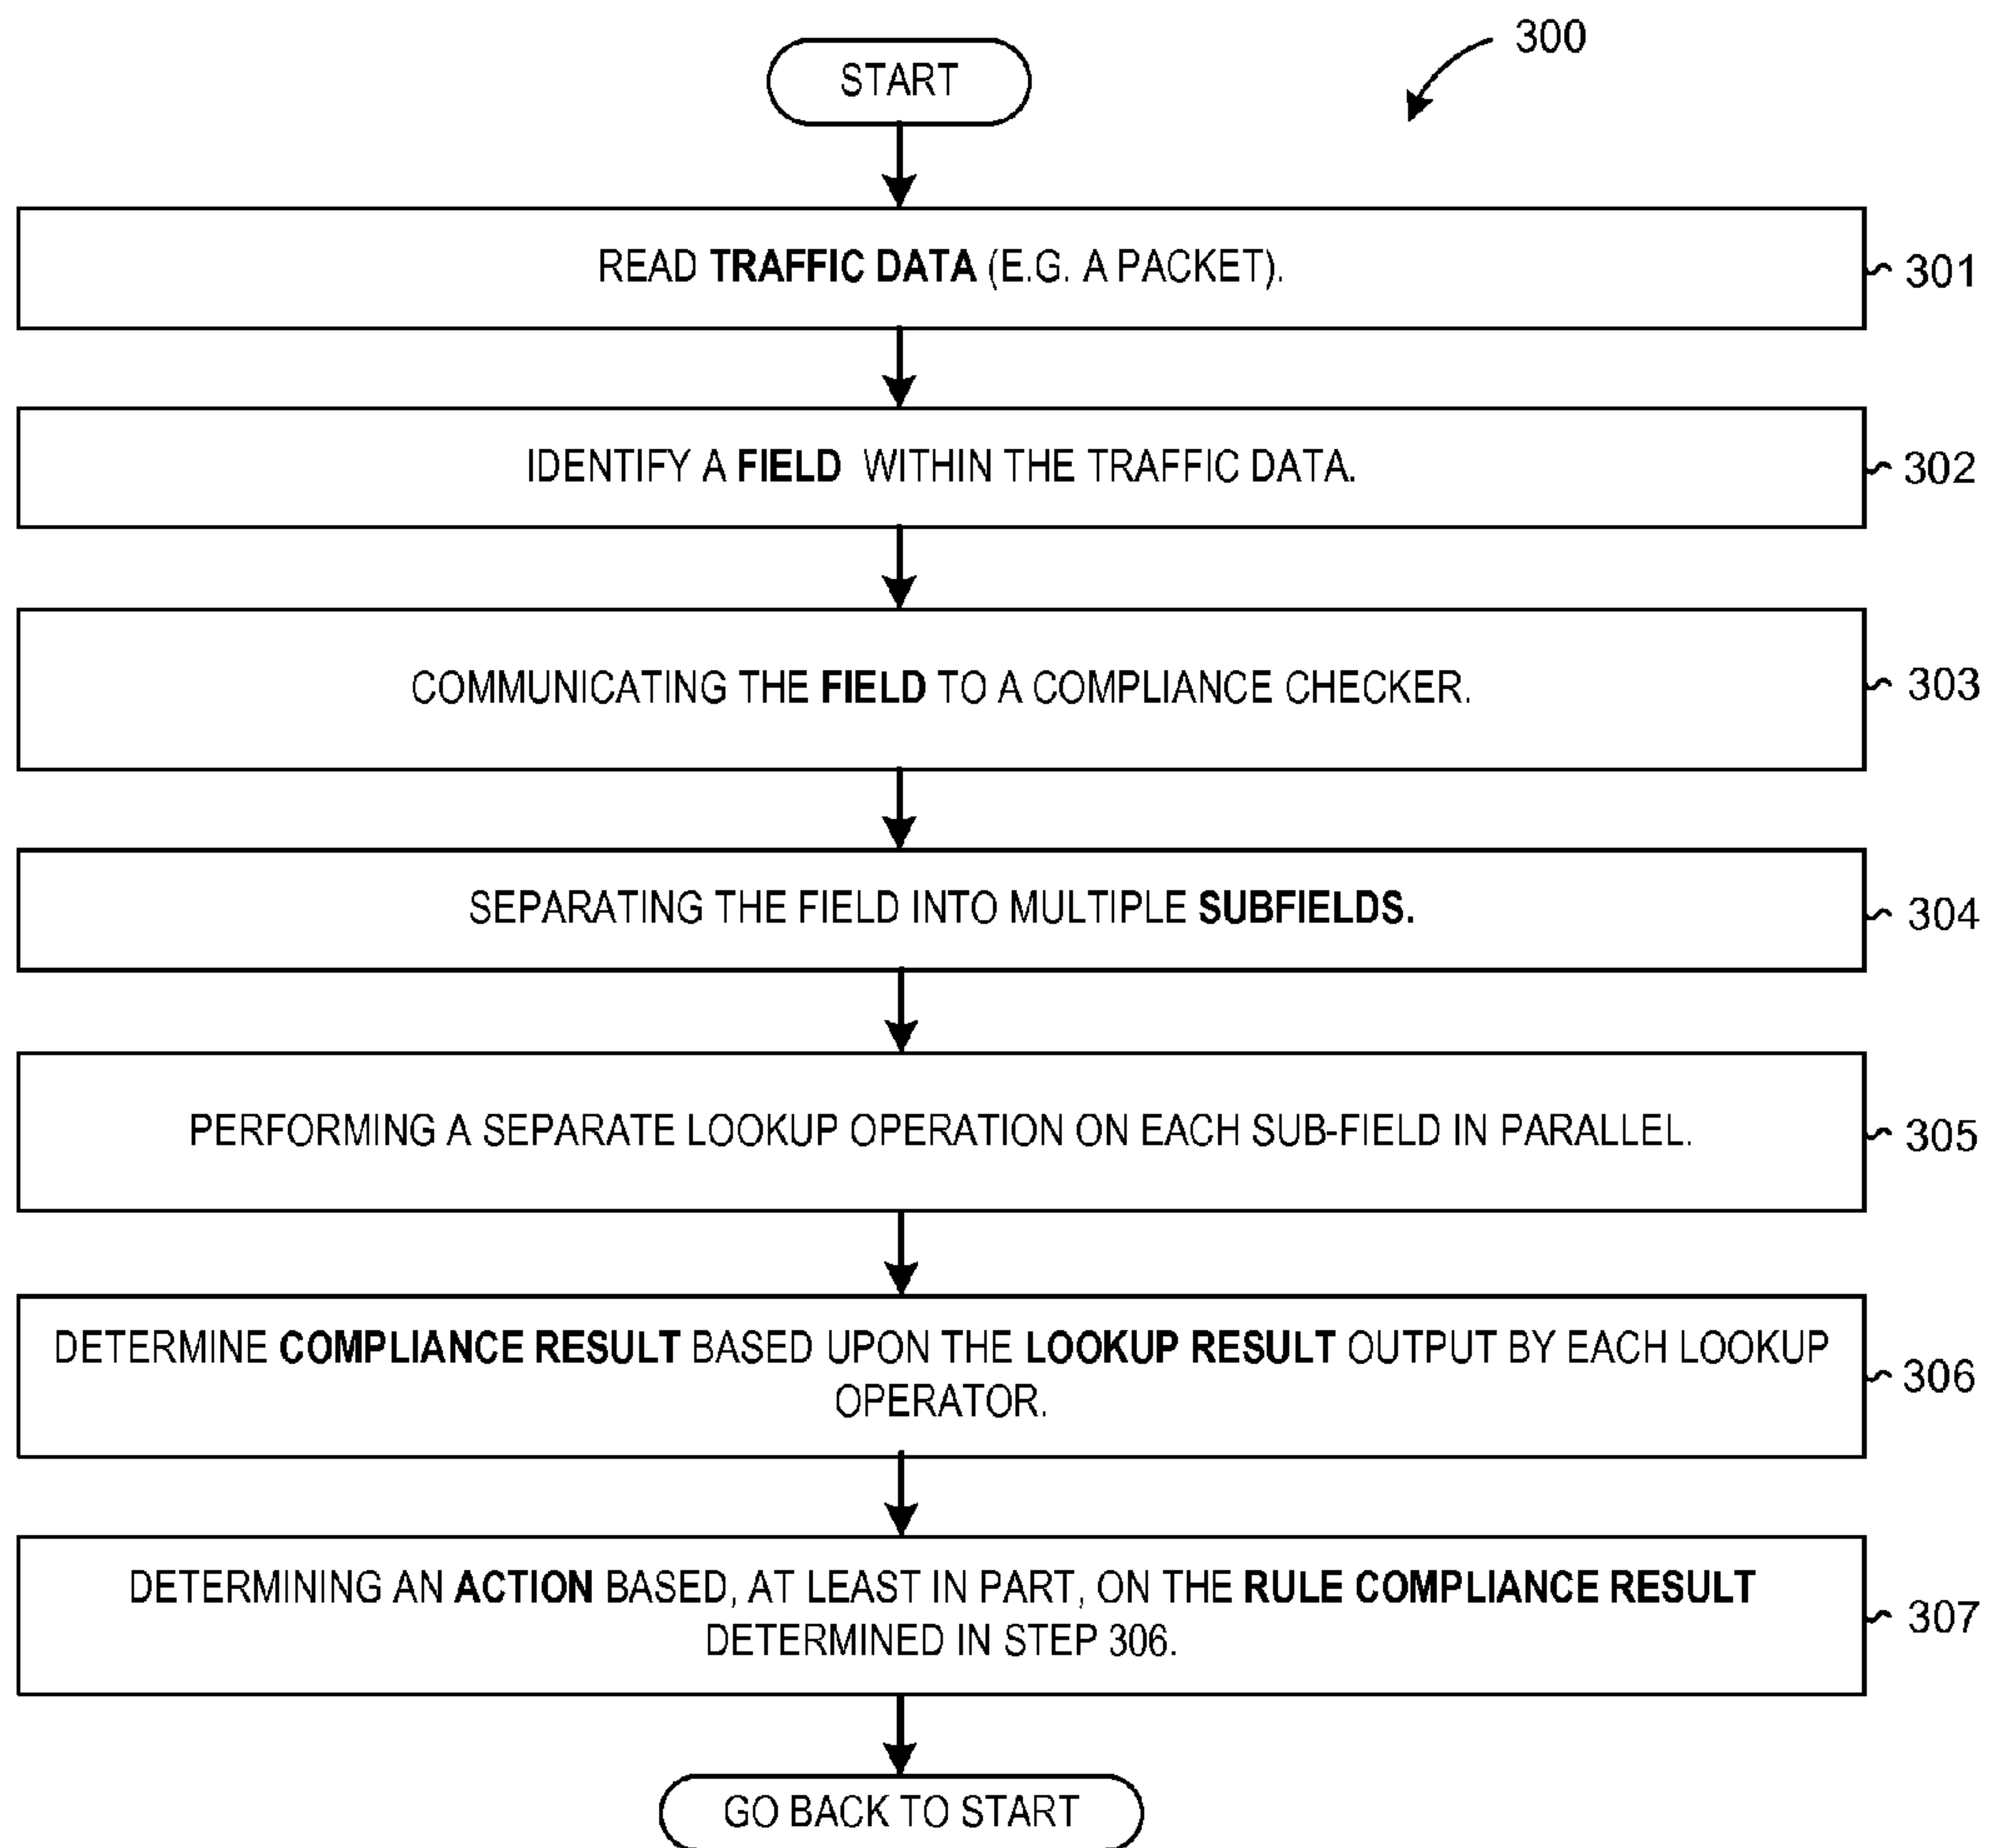 300
START
READ TRAFFIC DATA (E.G. A PACKET).
301
IDENTIFY A FIELD WITHIN THE TRAFFIC DATA.
302
COMMUNICATING THE FIELD TO A COMPLIANCE CHECKER.
303
SEPARATING THE FIELD INTO MULTIPLE SUBFIELDS.
304
PERFORMING A SEPARATE LOOKUP OPERATION ON EACH SUB-FIELD IN PARALLEL.
305
DETERMINE COMPLIANCE RESULT BASED UPON THE LOOKUP RESULT OUTPUT BY EACH LOOKUP
OPERATOR.
306
DETERMINING AN ACTION BASED, AT LEAST IN PART, ON THE RULE COMPLIANCE RESULT
DETERMINED IN STEP 306.
307
GO BACK TO START